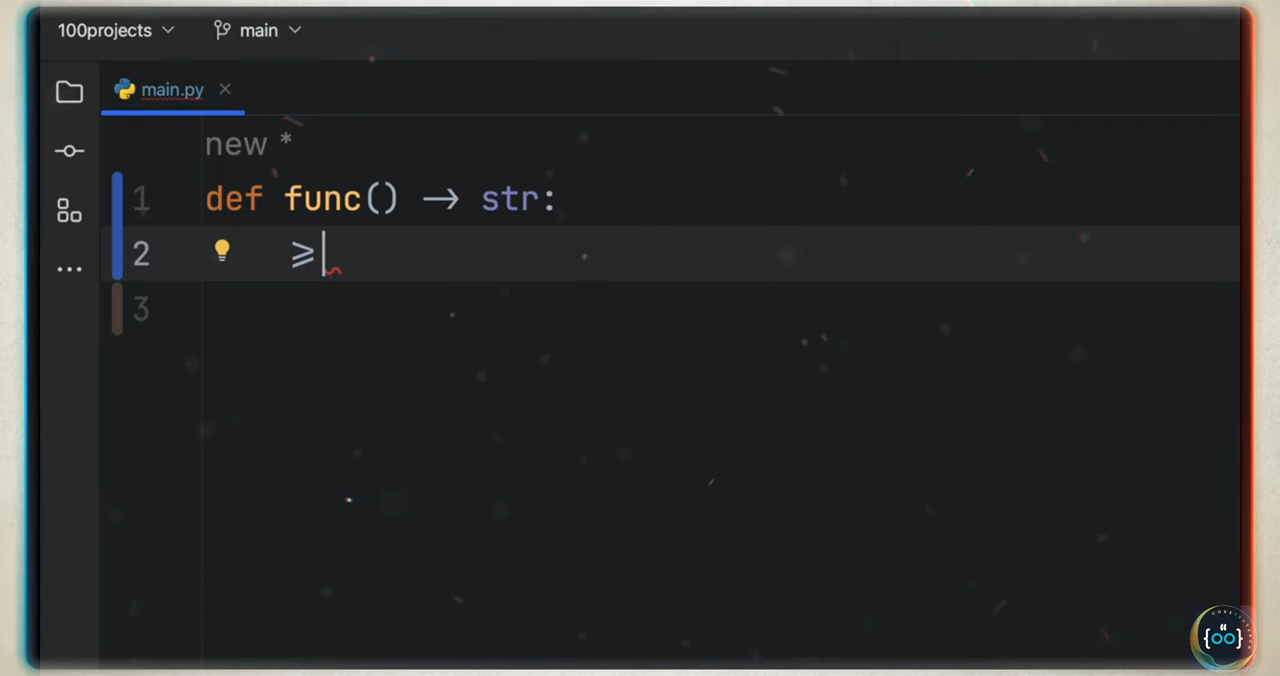 100projects main
main.py
new *
1 def func() → str:
2 ≥
3